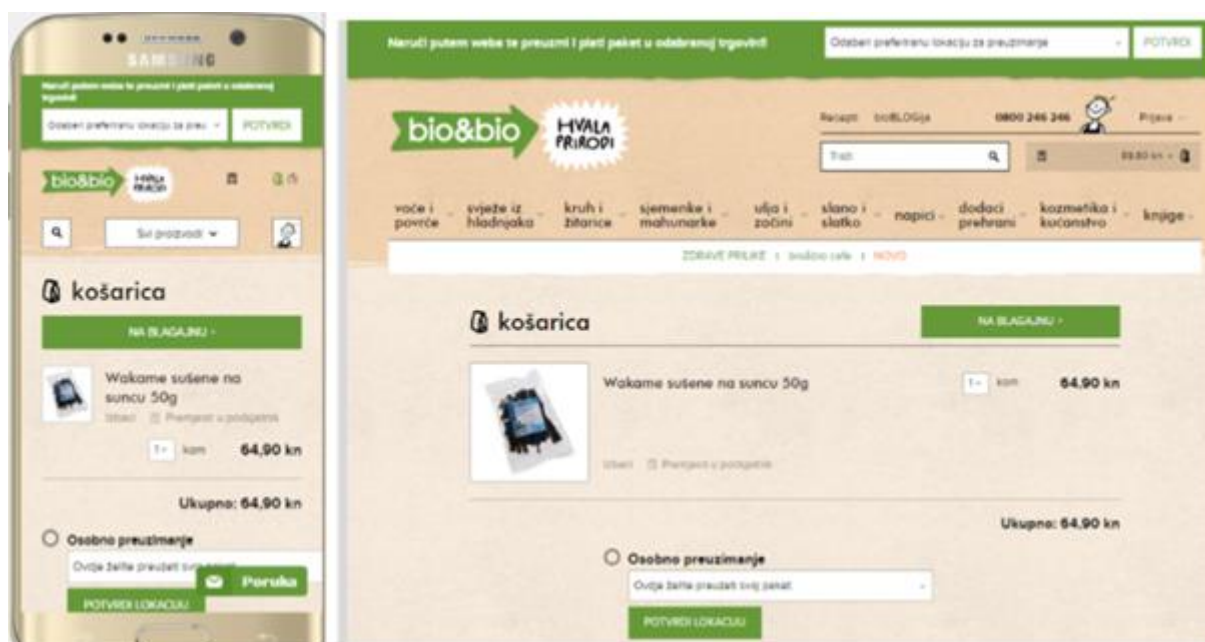 SAMSUNG
Naruči putem weba te preuzmi i plati paket u odabranoj
trgovini!
Odaberi preferiranu lokaciju za preu
POTVRDI
bio&bio
HVALA
PRIRODI
Svi proizvodi
košarica
NA BLAGAJNU ›
Wakame sušene na
suncu 50g
Izbaci Premjesti u podsjetnik
1 kom 64,90 kn
Ukupno: 64,90 kn
Osobno preuzimanje
Ovdje želite preuzeti svoj paket
Poruka
POTVRDI LOKACIJU
Naruči putem weba te preuzmi i plati paket u odabranoj trgovini!
Odaberi preferiranu lokaciju za preuzimanje
POTVRDI
bio&bio
HVALA
PRIRODI
Recepti bioBLOGija 0800 246 246 Prijava
Traži
voće i povrće
svježe iz hladnjaka
kruh i žitarice
sjemenke i mahunarke
ulja i začini
slano i slatko
napici
dodaci prehrani
kozmetika i kućanstvo
knjige
ZDRAVE PRILIKE | bio&bio cafe | NOVO
košarica
NA BLAGAJNU ›
Wakame sušene na suncu 50g
1 kom 64,90 kn
Izbaci Premjesti u podsjetnik
Ukupno: 64,90 kn
Osobno preuzimanje
Ovdje želite preuzeti svoj paket
POTVRDI LOKACIJU